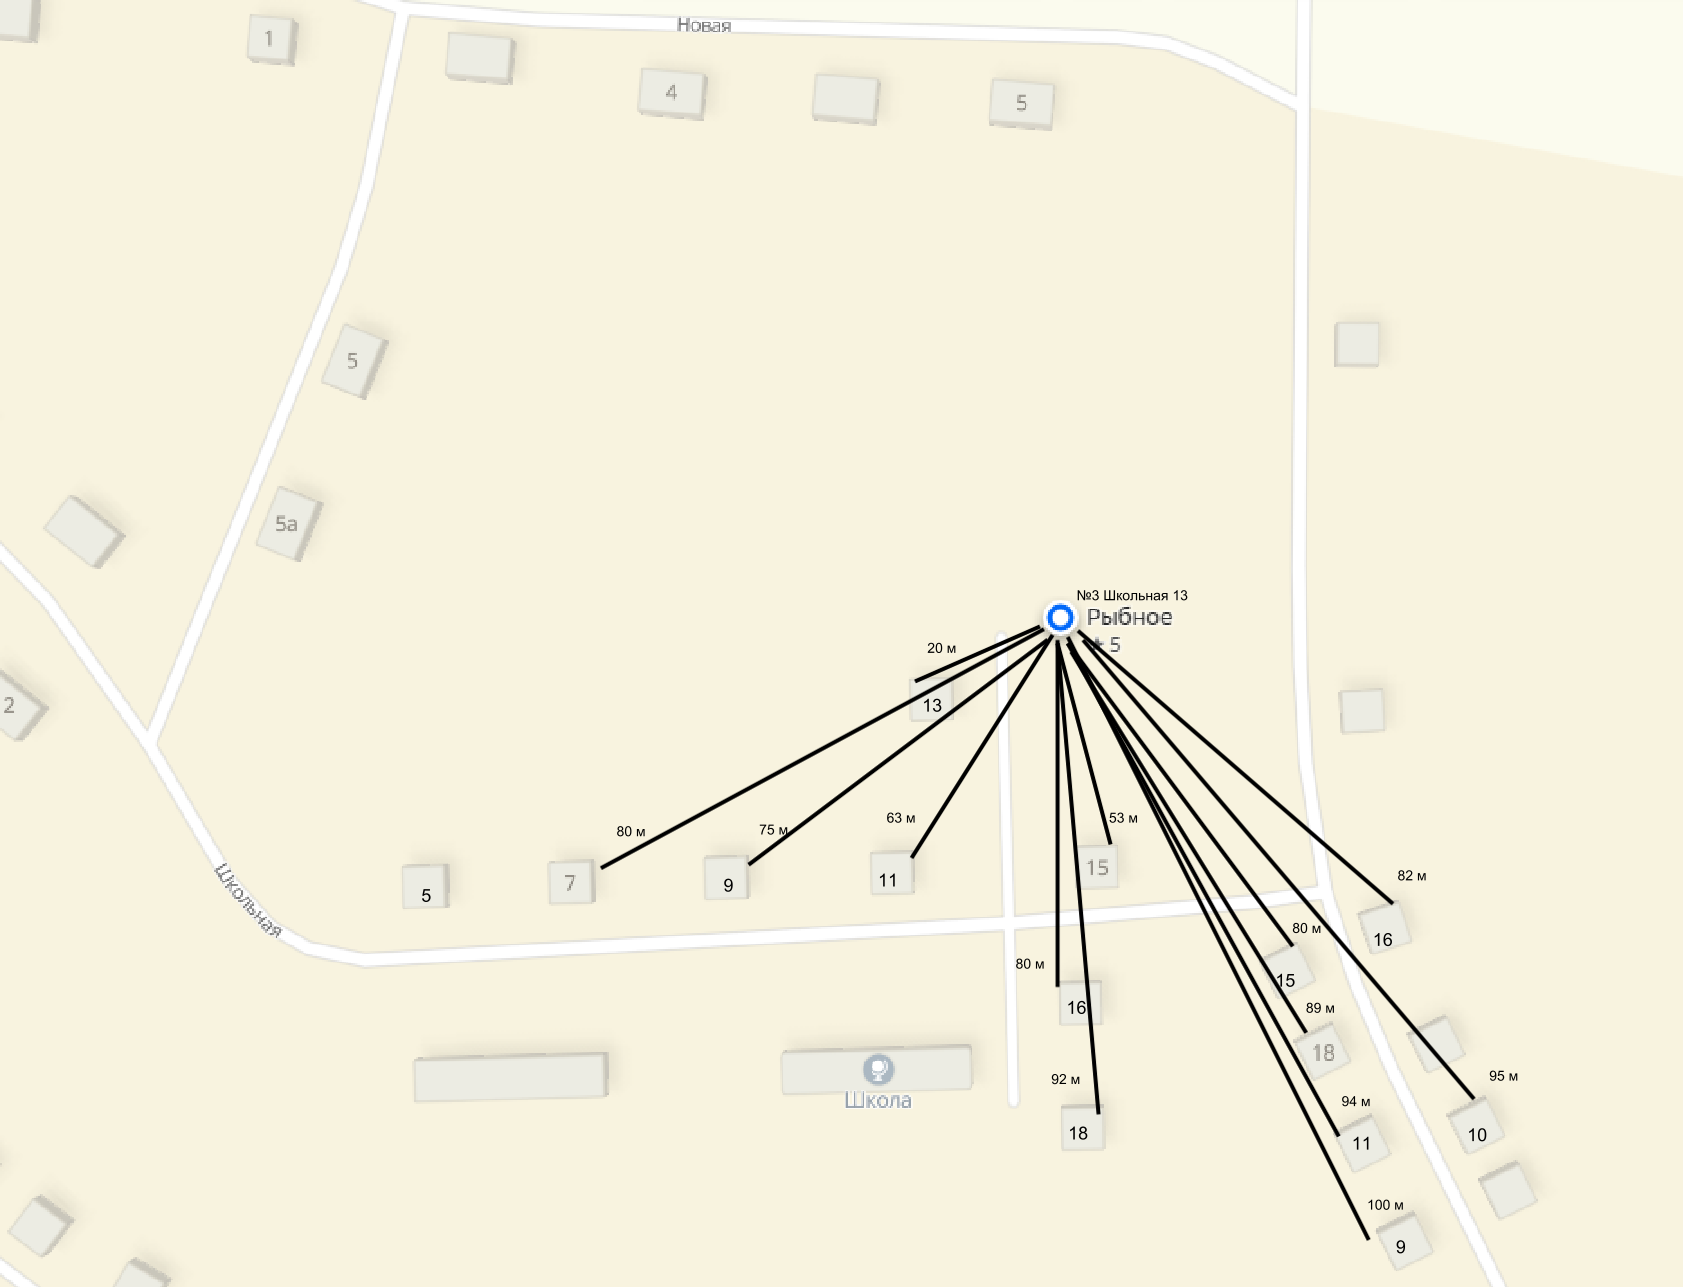 Новая
1
4
5
5
5а
2
№3 Школьная 13
Рыбное
5
20 м
13
80 м
75 м
63 м
53 м
5
7
9
11
15
82 м
16
80 м
15
Школьная
80 м
16
89 м
18
Школа
92 м
18
94 м
11
95 м
10
100 м
9